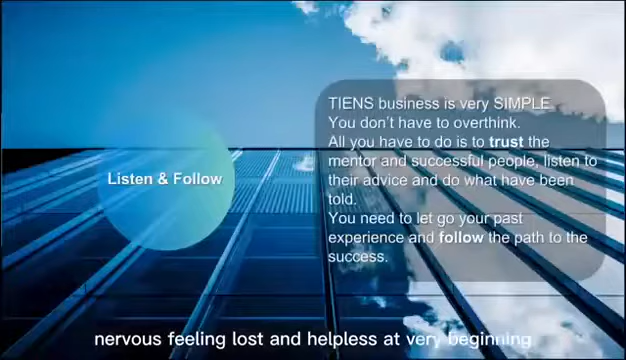 TIENS business is very SIMPLE
You don't have to overthink.
All you have to do is to trust the
mentor and successful people, listen to
their advice and do what have been
told.
You need to let go your past
experience and follow the path to the
success.
Listen & Follow
nervous feeling lost and helpless at very beginning